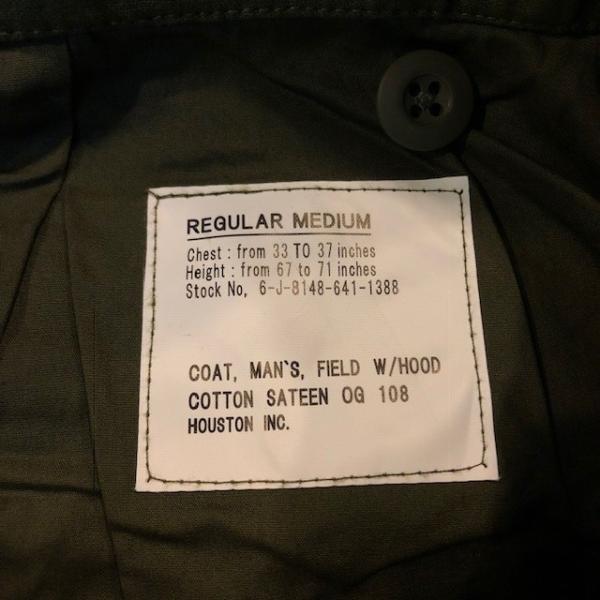 REGULAR MEDIUM
Chest : from 33 TO 37 inches
Height : from 67 to 71 inches
Stock No, 6-J-8148-641-1388
COAT, MAN`S, FIELD W/HOOD
COTTON SATEEN OG 108
HOUSTON INC.